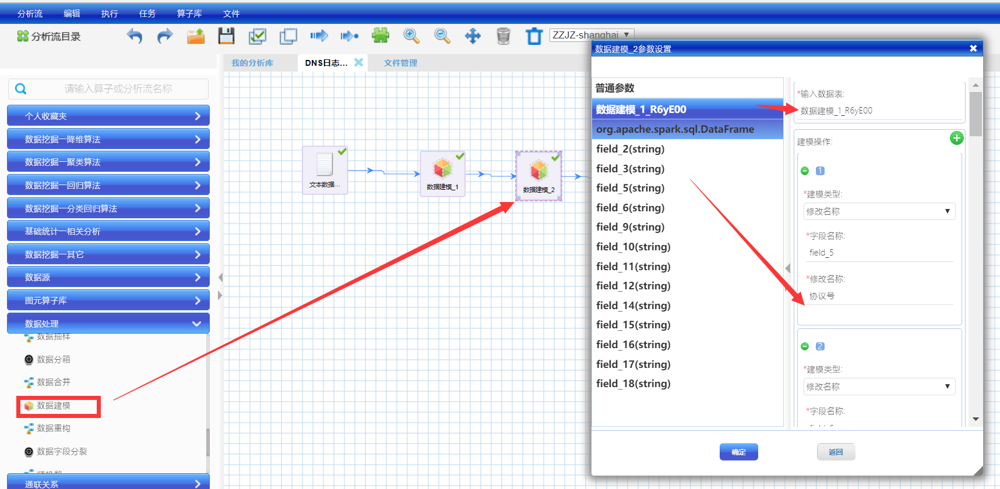 分析流
编辑
执行
任务
算子库
文件
分析流目录
ZZJZ-shanghai
我的分析库
DNS日志...
文件管理
请输入算子或分析流名称
个人收藏夹
数据挖掘—降维算法
数据挖掘—聚类算法
数据挖掘—回归算法
数据挖掘—分类回归算法
基础统计—相关分析
数据挖掘—其它
数据源
图元算子库
数据处理
数据抽样
数据分箱
数据合并
数据建模
数据重构
数据字段分裂
通联关系
文本数据...
数据建模_1
数据建模_2
数据建模_2参数设置
普通参数
数据建模_1_R6yE00
org.apache.spark.sql.DataFrame
field_2(string)
field_3(string)
field_5(string)
field_6(string)
field_9(string)
field_10(string)
field_11(string)
field_12(string)
field_14(string)
field_15(string)
field_16(string)
field_17(string)
field_18(string)
*输入数据表:
数据建模_1_R6yE00
建模操作:
1
*建模类型:
修改名称
*字段名称:
field_5
*修改名称:
协议号
2
*建模类型:
修改名称
*字段名称:
确定
返回